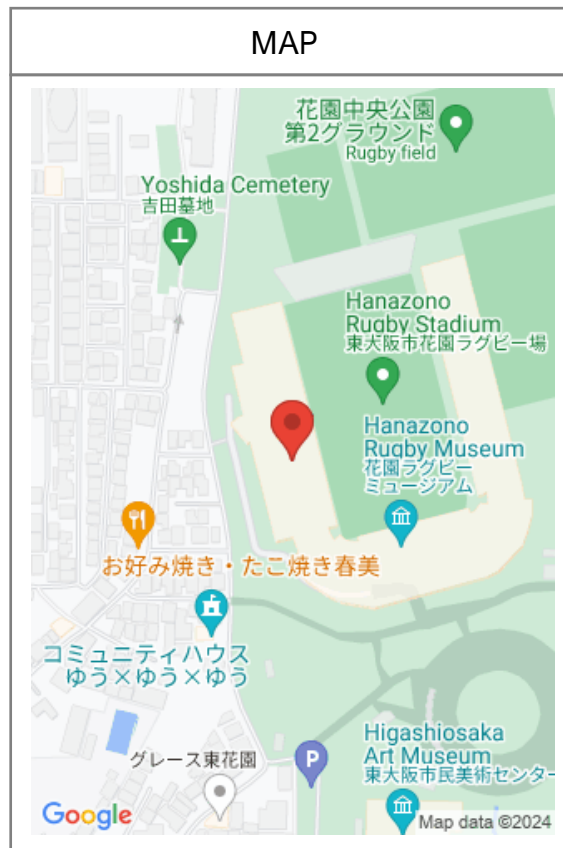 MAP
花園中央公園
第2グラウンド
Rugby field
Yoshida Cemetery
吉田墓地
Hanazono
Rugby Stadium
東大阪市花園ラグビー場
Hanazono
Rugby Museum
花園ラグビー
ミュージアム
お好み焼き・たこ焼き春美
コミュニティハウス
ゆう×ゆう×ゆう
グレース東花園
P
Higashiosaka
Art Museum
東大阪市民美術センター
Google
Map data ©2024